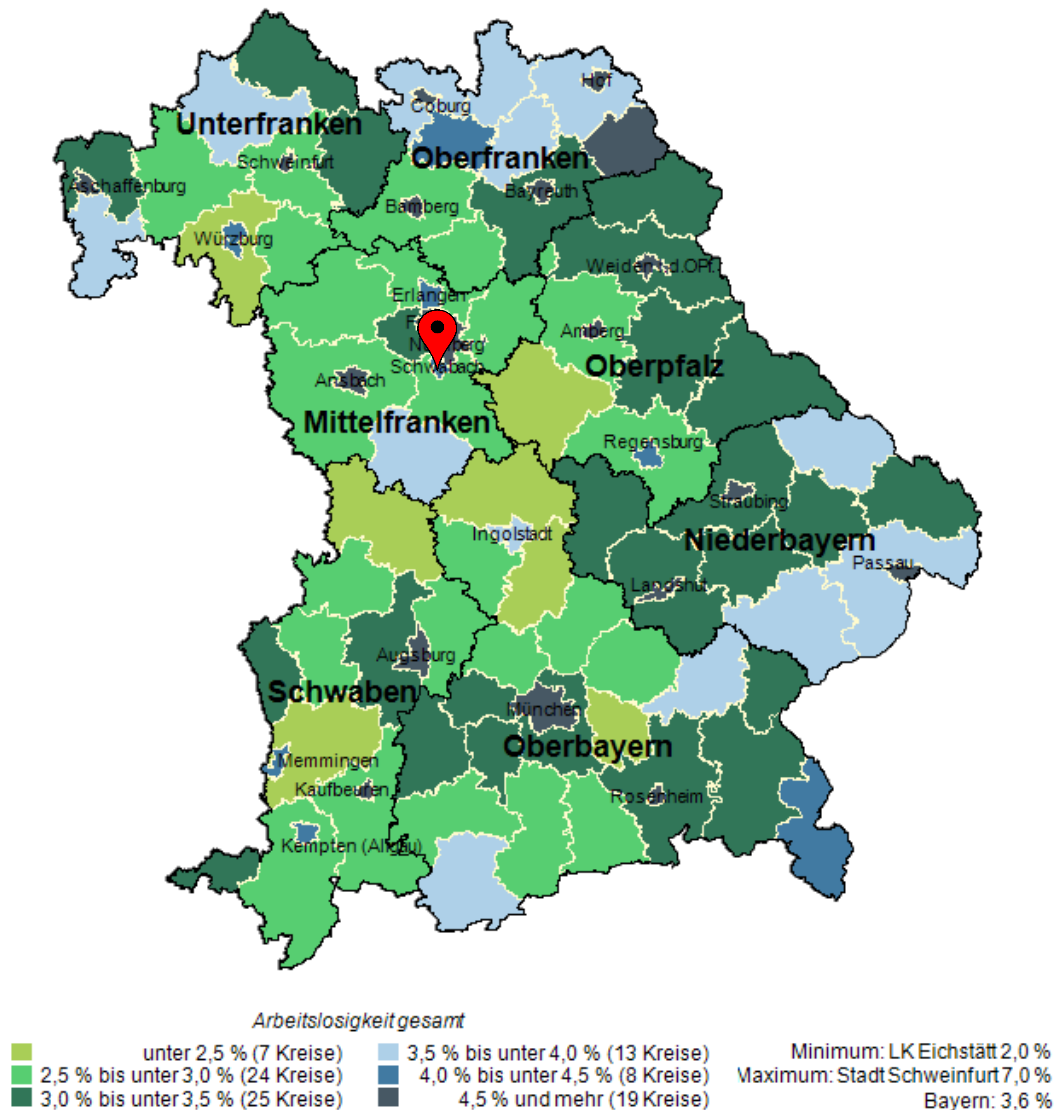 Hof
Coburg
Unterfranken
Oberfranken
Schweinfurt
Aschaffenburg
Bayreuth
Bamberg
Würzburg
Weiden i.d.OPf.
Erlangen
Amberg
Schwabach
Oberpfalz
Ansbach
Mittelfranken
Regensburg
Straubing
Ingolstadt
Niederbayern
Passau
Landshut
Augsburg
Schwaben
München
Oberbayern
Memmingen
Kaufbeuren
Rosenheim
Kempten (Allgäu)
Arbeitslosigkeit gesamt
unter 2,5 % (7 Kreise)
2,5 % bis unter 3,0 % (24 Kreise)
3,0 % bis unter 3,5 % (25 Kreise)
3,5 % bis unter 4,0 % (13 Kreise)
4,0 % bis unter 4,5 % (8 Kreise)
4,5 % und mehr (19 Kreise)
Minimum: LK Eichstätt 2,0 %
Maximum: Stadt Schweinfurt 7,0 %
Bayern: 3,6 %